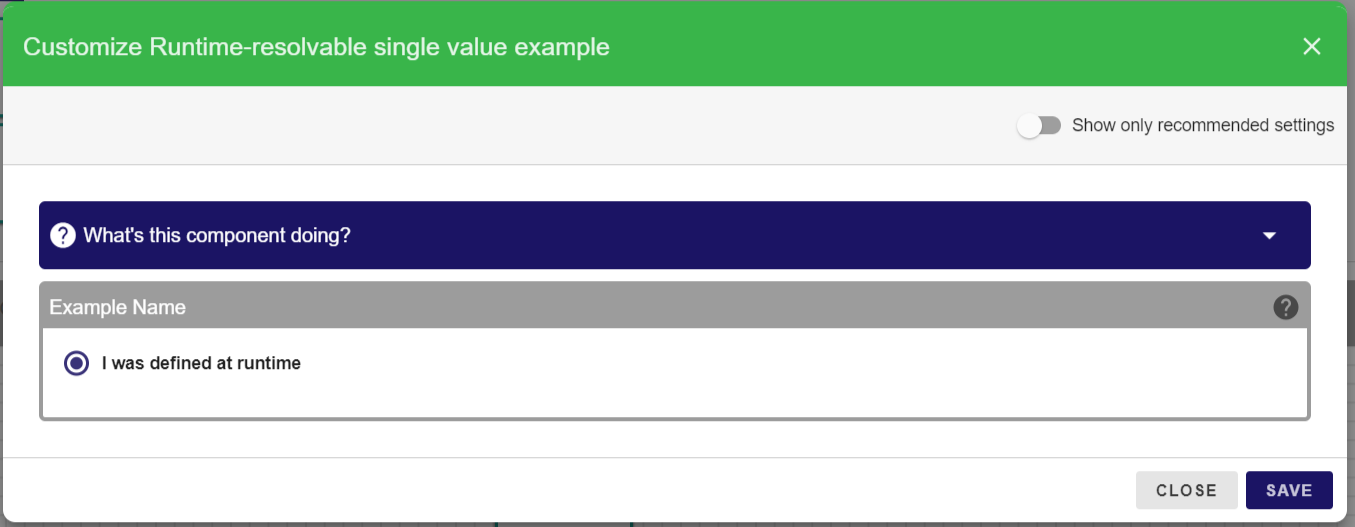 Customize Runtime-resolvable single value example
Show only recommended settings
? What's this component doing?
Example Name ?
I was defined at runtime
CLOSE SAVE